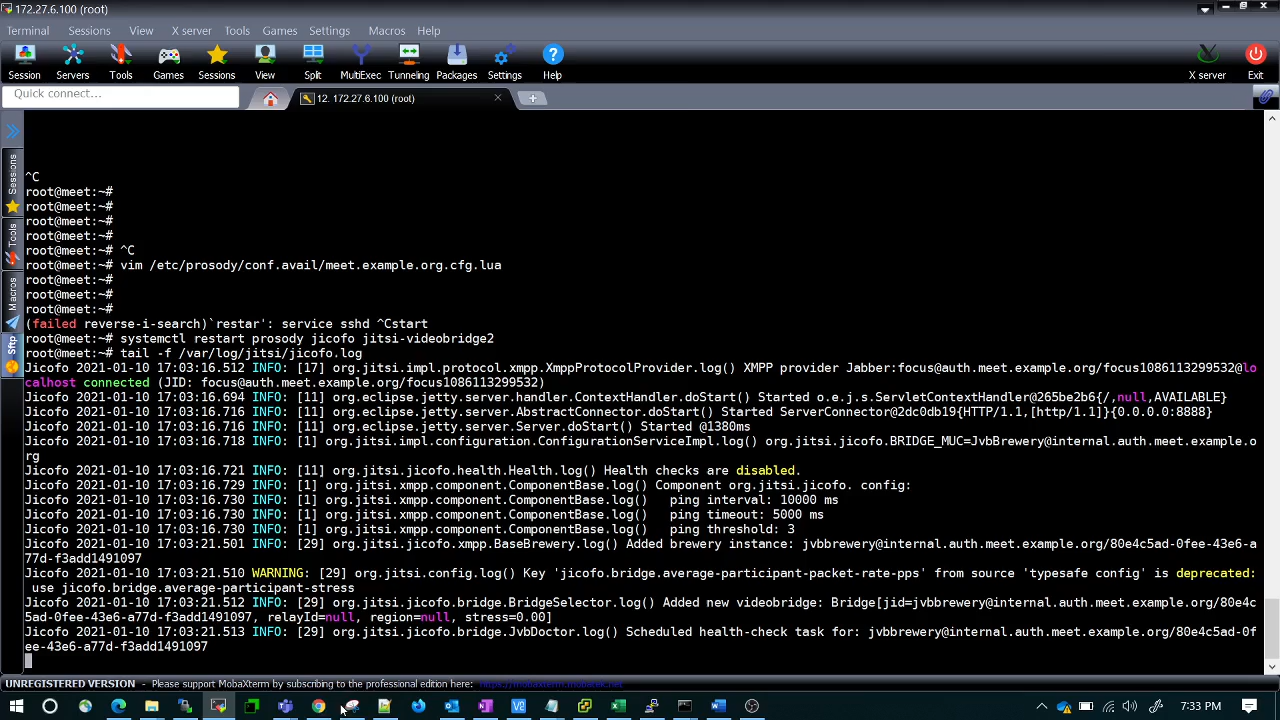 172.27.6.100 (root)
Terminal Sessions View X server Tools Games Settings Macros Help
Session Servers Tools Games Sessions View Split MultiExec Tunneling Packages Settings Help X server Exit
Quick connect...
12. 172.27.6.100 (root)
Sessions
Tools
Macros
Sftp
^C
root@meet:~#
root@meet:~#
root@meet:~#
root@meet:~#
root@meet:~# ^C
root@meet:~# vim /etc/prosody/conf.avail/meet.example.org.cfg.lua
root@meet:~#
root@meet:~#
root@meet:~#
(failed reverse-i-search)`restar': service sshd ^Cstart
root@meet:~# systemctl restart prosody jicofo jitsi-videobridge2
root@meet:~# tail -f /var/log/jitsi/jicofo.log
Jicofo 2021-01-10 17:03:16.512 INFO: [17] org.jitsi.impl.protocol.xmpp.XmppProtocolProvider.log() XMPP provider Jabber:focus@auth.meet.example.org/focus1086113299532@lo
calhost connected (JID: focus@auth.meet.example.org/focus1086113299532)
Jicofo 2021-01-10 17:03:16.694 INFO: [11] org.eclipse.jetty.server.handler.ContextHandler.doStart() Started o.e.j.s.ServletContextHandler@265be2b6{/,null,AVAILABLE}
Jicofo 2021-01-10 17:03:16.716 INFO: [11] org.eclipse.jetty.server.AbstractConnector.doStart() Started ServerConnector@2dc0db19{HTTP/1.1,[http/1.1]}{0.0.0.0:8888}
Jicofo 2021-01-10 17:03:16.716 INFO: [11] org.eclipse.jetty.server.Server.doStart() Started @1380ms
Jicofo 2021-01-10 17:03:16.718 INFO: [11] org.jitsi.impl.configuration.ConfigurationServiceImpl.log() org.jitsi.jicofo.BRIDGE_MUC=JvbBrewery@internal.auth.meet.example.o
rg
Jicofo 2021-01-10 17:03:16.721 INFO: [11] org.jitsi.jicofo.health.Health.log() Health checks are disabled.
Jicofo 2021-01-10 17:03:16.729 INFO: [1] org.jitsi.xmpp.component.ComponentBase.log() Component org.jitsi.jicofo. config:
Jicofo 2021-01-10 17:03:16.730 INFO: [1] org.jitsi.xmpp.component.ComponentBase.log()   ping interval: 10000 ms
Jicofo 2021-01-10 17:03:16.730 INFO: [1] org.jitsi.xmpp.component.ComponentBase.log()   ping timeout: 5000 ms
Jicofo 2021-01-10 17:03:16.730 INFO: [1] org.jitsi.xmpp.component.ComponentBase.log()   ping threshold: 3
Jicofo 2021-01-10 17:03:21.501 INFO: [29] org.jitsi.jicofo.xmpp.BaseBrewery.log() Added brewery instance: jvbbrewery@internal.auth.meet.example.org/80e4c5ad-0fee-43e6-a
77d-f3add1491097
Jicofo 2021-01-10 17:03:21.510 WARNING: [29] org.jitsi.config.log() Key 'jicofo.bridge.average-participant-packet-rate-pps' from source 'typesafe config' is deprecated:
 use jicofo.bridge.average-participant-stress
Jicofo 2021-01-10 17:03:21.512 INFO: [29] org.jitsi.jicofo.bridge.BridgeSelector.log() Added new videobridge: Bridge[jid=jvbbrewery@internal.auth.meet.example.org/80e4c
5ad-0fee-43e6-a77d-f3add1491097, relayId=null, region=null, stress=0.00]
Jicofo 2021-01-10 17:03:21.513 INFO: [29] org.jitsi.jicofo.bridge.JvbDoctor.log() Scheduled health-check task for: jvbbrewery@internal.auth.meet.example.org/80e4c5ad-0f
ee-43e6-a77d-f3add1491097
UNREGISTERED VERSION - Please support MobaXterm by subscribing to the professional edition here: https://mobaxterm.mobatek.net
7:33 PM